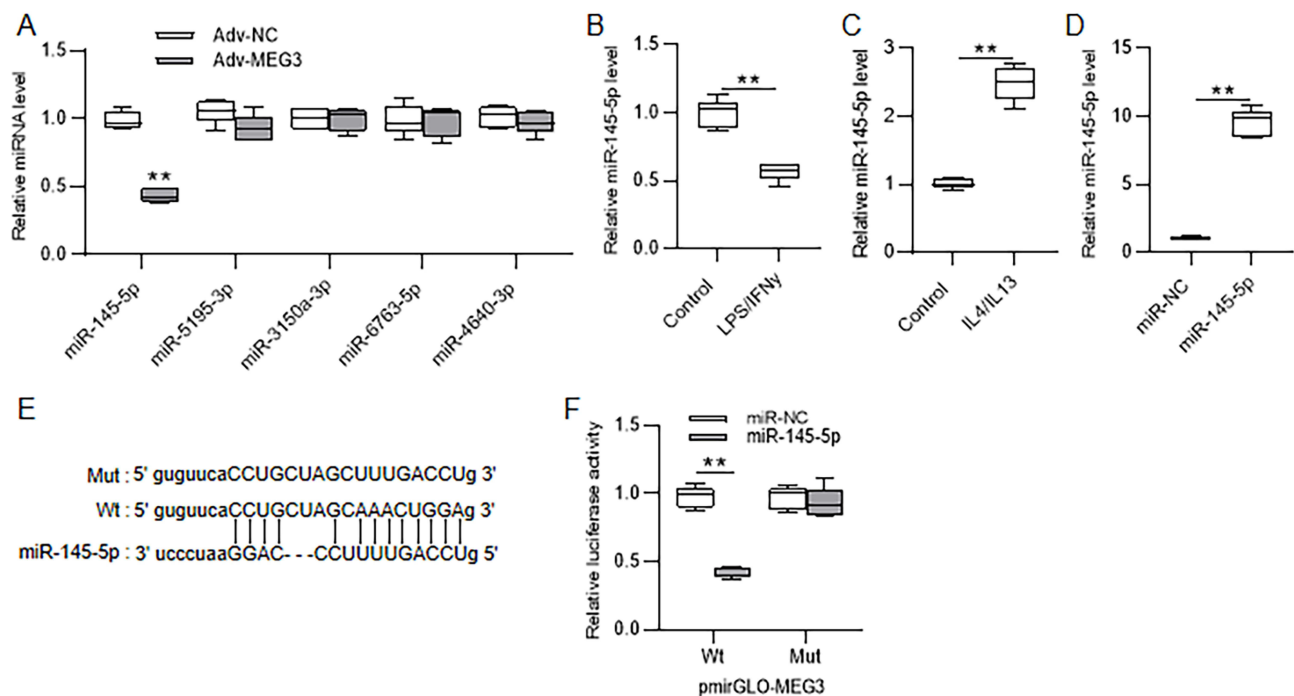 A
Adv-NC
Adv-MEG3
Relative miRNA level
1.5
1.0
0.5
0.0
**
miR-145-5p
miR-5195-3p
miR-3150a-3p
miR-6763-5p
miR-4640-3p
B
Relative miR-145-5p level
1.5
1.0
0.5
0.0
**
Control
LPS/IFNγ
C
Relative miR-145-5p level
3
2
1
0
**
Control
IL4/IL13
D
Relative miR-145-5p level
15
10
5
0
**
miR-NC
miR-145-5p
E
Mut : 5' guguucaCCUGCUAGCUUUGACCUg 3'
Wt : 5' guguucaCCUGCUAGCAAACUGGAg 3'
miR-145-5p : 3' ucccuaaGGAC- - -CCUUUUGACCUg 5'
F
miR-NC
miR-145-5p
Relative luciferase activity
1.5
1.0
0.5
0.0
**
Wt
Mut
pmirGLO-MEG3